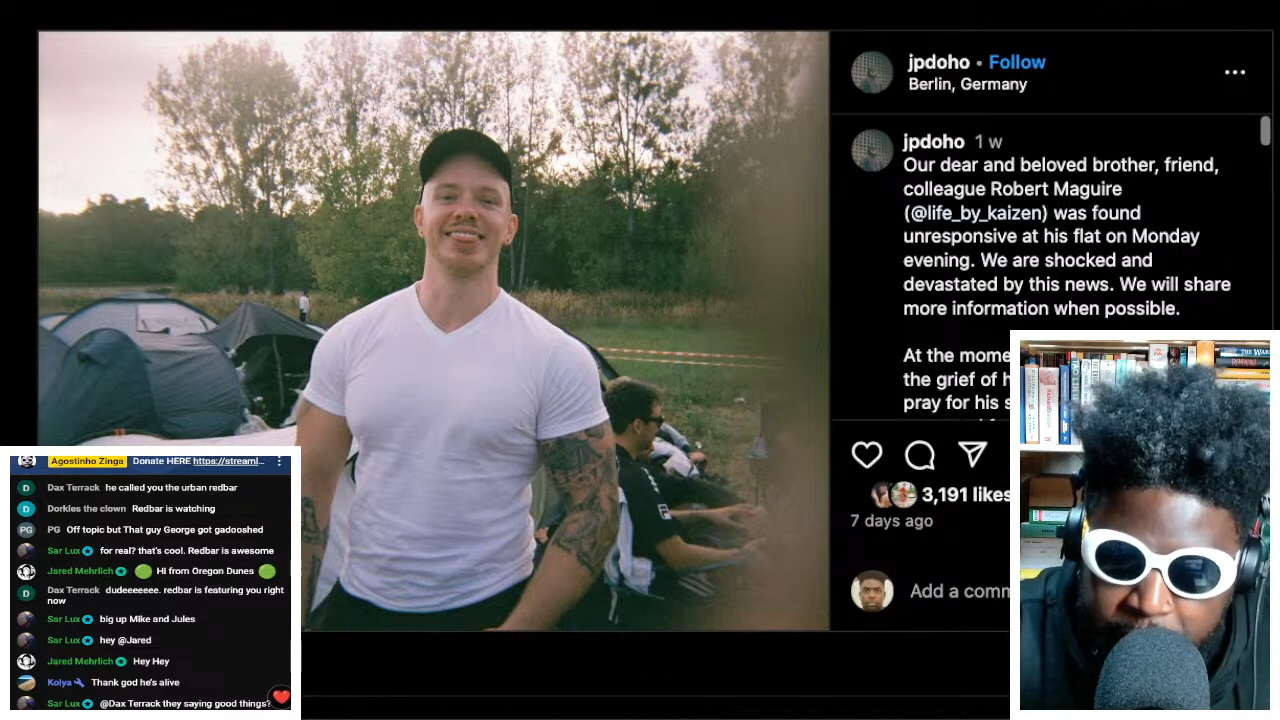 jpdoho • Follow
Berlin, Germany
jpdoho 1 w
Our dear and beloved brother, friend,
colleague Robert Maguire
(@life_by_kaizen) was found
unresponsive at his flat on Monday
evening. We are shocked and
devastated by this news. We will share
more information when possible.
At the mome
the grief of h
pray for his s
3,191 likes
7 days ago
Add a comm
Agostinho Zinga Donate HERE https://streaml...
D Dax Terrack he called you the urban redbar
D Dorkles the clown Redbar is watching
PG PG Off topic but That guy George got gadooshed
Sar Lux for real? that's cool. Redbar is awesome
Jared Mehrlich Hi from Oregon Dunes
D Dax Terrack dudeeeeeee. redbar is featuring you right
now
Sar Lux big up Mike and Jules
Sar Lux hey @Jared
Jared Mehrlich Hey Hey
Kolya Thank god he's alive
Sar Lux @Dax Terrack they saying good things?